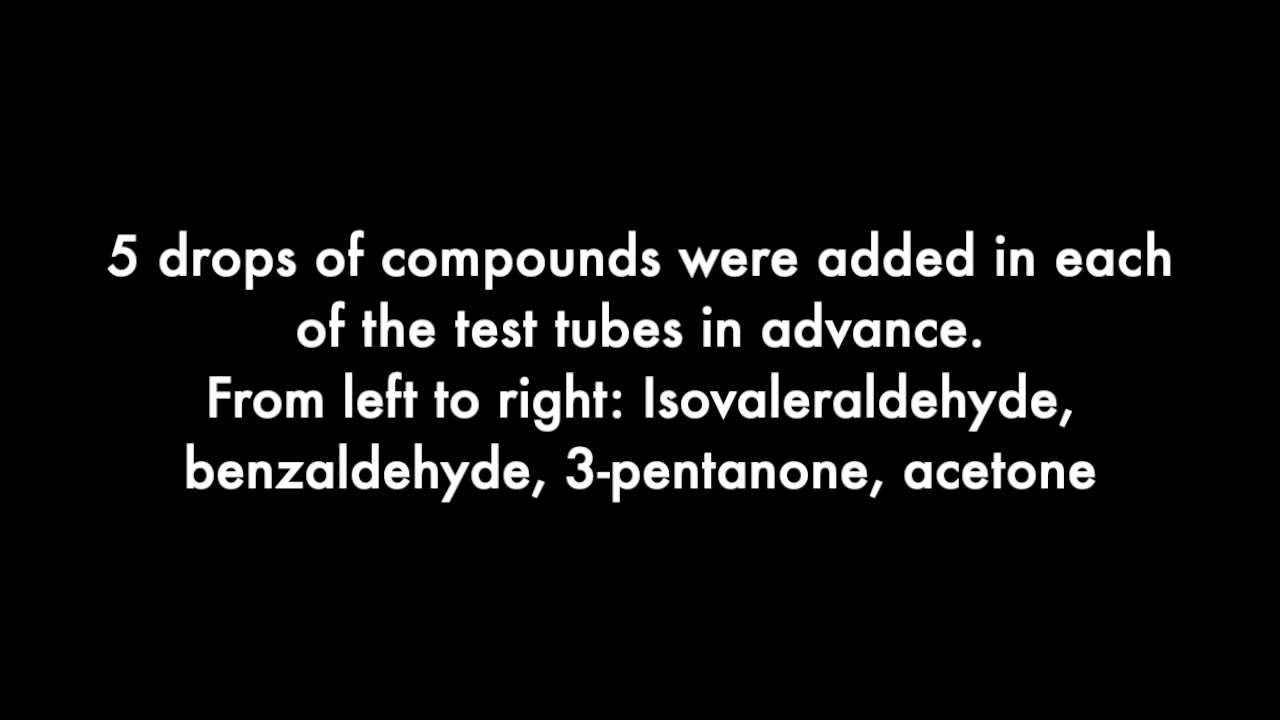 5 drops of compounds were added in each
of the test tubes in advance.
From left to right: Isovaleraldehyde,
benzaldehyde, 3-pentanone, acetone